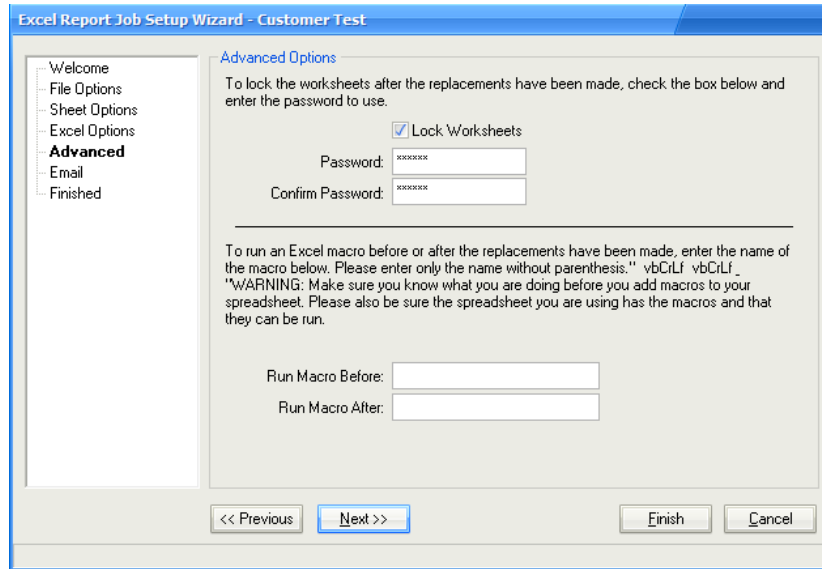 Excel Report Job Setup Wizard - Customer Test
Welcome
File Options
Sheet Options
Excel Options
Advanced
Email
Finished
Advanced Options
To lock the worksheets after the replacements have been made, check the box below and
enter the password to use.
Lock Worksheets
Password: ******
Confirm Password: ******
To run an Excel macro before or after the replacements have been made, enter the name of
the macro below. Please enter only the name without parenthesis." vbCrLf vbCrLf _
"WARNING: Make sure you know what you are doing before you add macros to your
spreadsheet. Please also be sure the spreadsheet you are using has the macros and that
they can be run.
Run Macro Before:
Run Macro After:
<< Previous
Next >>
Finish
Cancel